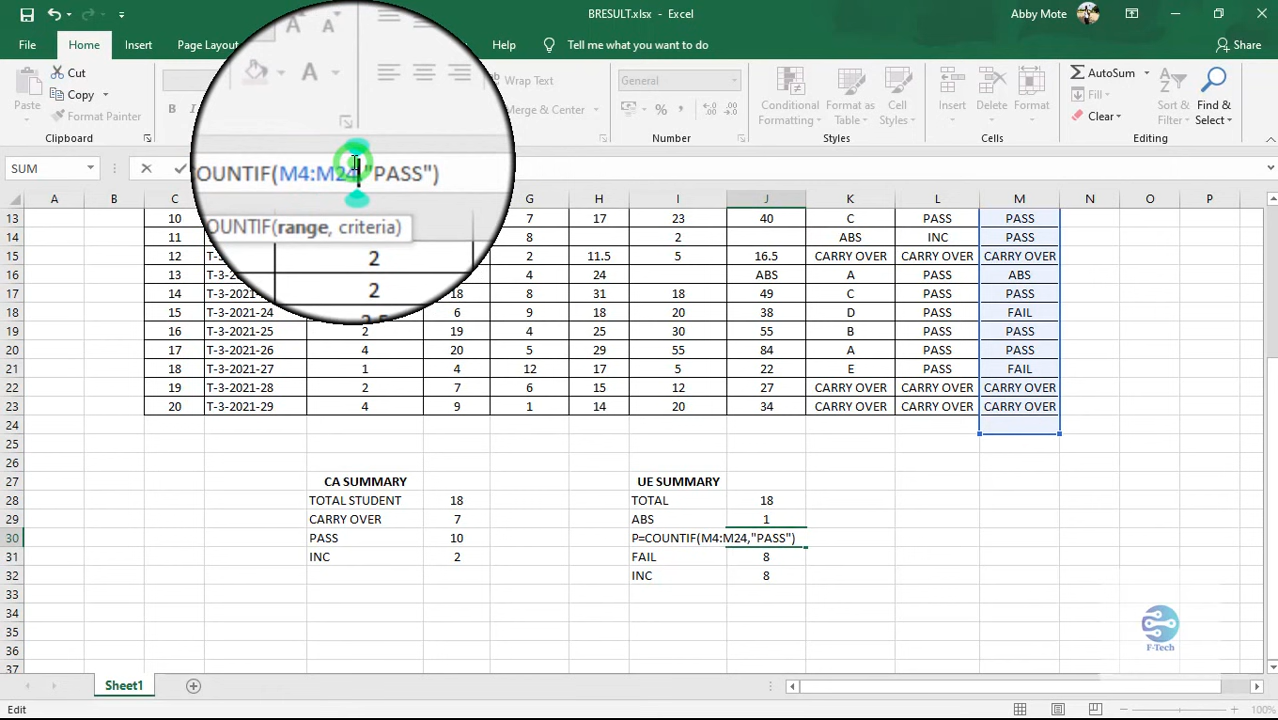 BRESULT.xlsx - Excel
Abby Mote
File Home Insert Page Layou Help Tell me what you want to do Share
Paste Cut Copy Format Painter
Clipboard
A A
B I
Wrap Text
Merge & Center
General
% ,
Number
Conditional Formatting Format as Table Cell Styles
Styles
Insert Delete Format
Cells
AutoSum Fill Clear
Sort & Filter Find & Select
Editing
SUM
OUNTIF(M4:M24,"PASS")
OUNTIF(range, criteria)
A B C G H I J K L M N O P
13 10 7 17 23 40 C PASS PASS
14 11 8 2 ABS INC PASS
15 12 T-3 2 2 11.5 5 16.5 CARRY OVER CARRY OVER CARRY OVER
16 13 T-3-2 4 24 ABS A PASS ABS
17 14 T-3-2021- 2 18 8 31 18 49 C PASS PASS
18 15 T-3-2021-24 6 9 18 20 38 D PASS FAIL
19 16 T-3-2021-25 2 19 4 25 30 55 B PASS PASS
20 17 T-3-2021-26 4 20 5 29 55 84 A PASS PASS
21 18 T-3-2021-27 1 4 12 17 5 22 E PASS FAIL
22 19 T-3-2021-28 2 7 6 15 12 27 CARRY OVER CARRY OVER CARRY OVER
23 20 T-3-2021-29 4 9 1 14 20 34 CARRY OVER CARRY OVER CARRY OVER
24
25
26
27 CA SUMMARY UE SUMMARY
28 TOTAL STUDENT 18 TOTAL 18
29 CARRY OVER 7 ABS 1
30 PASS 10 P=COUNTIF(M4:M24,"PASS")
31 INC 2 FAIL 8
32 INC 8
33
34
35
36
37
F-Tech
Sheet1
Edit
100%